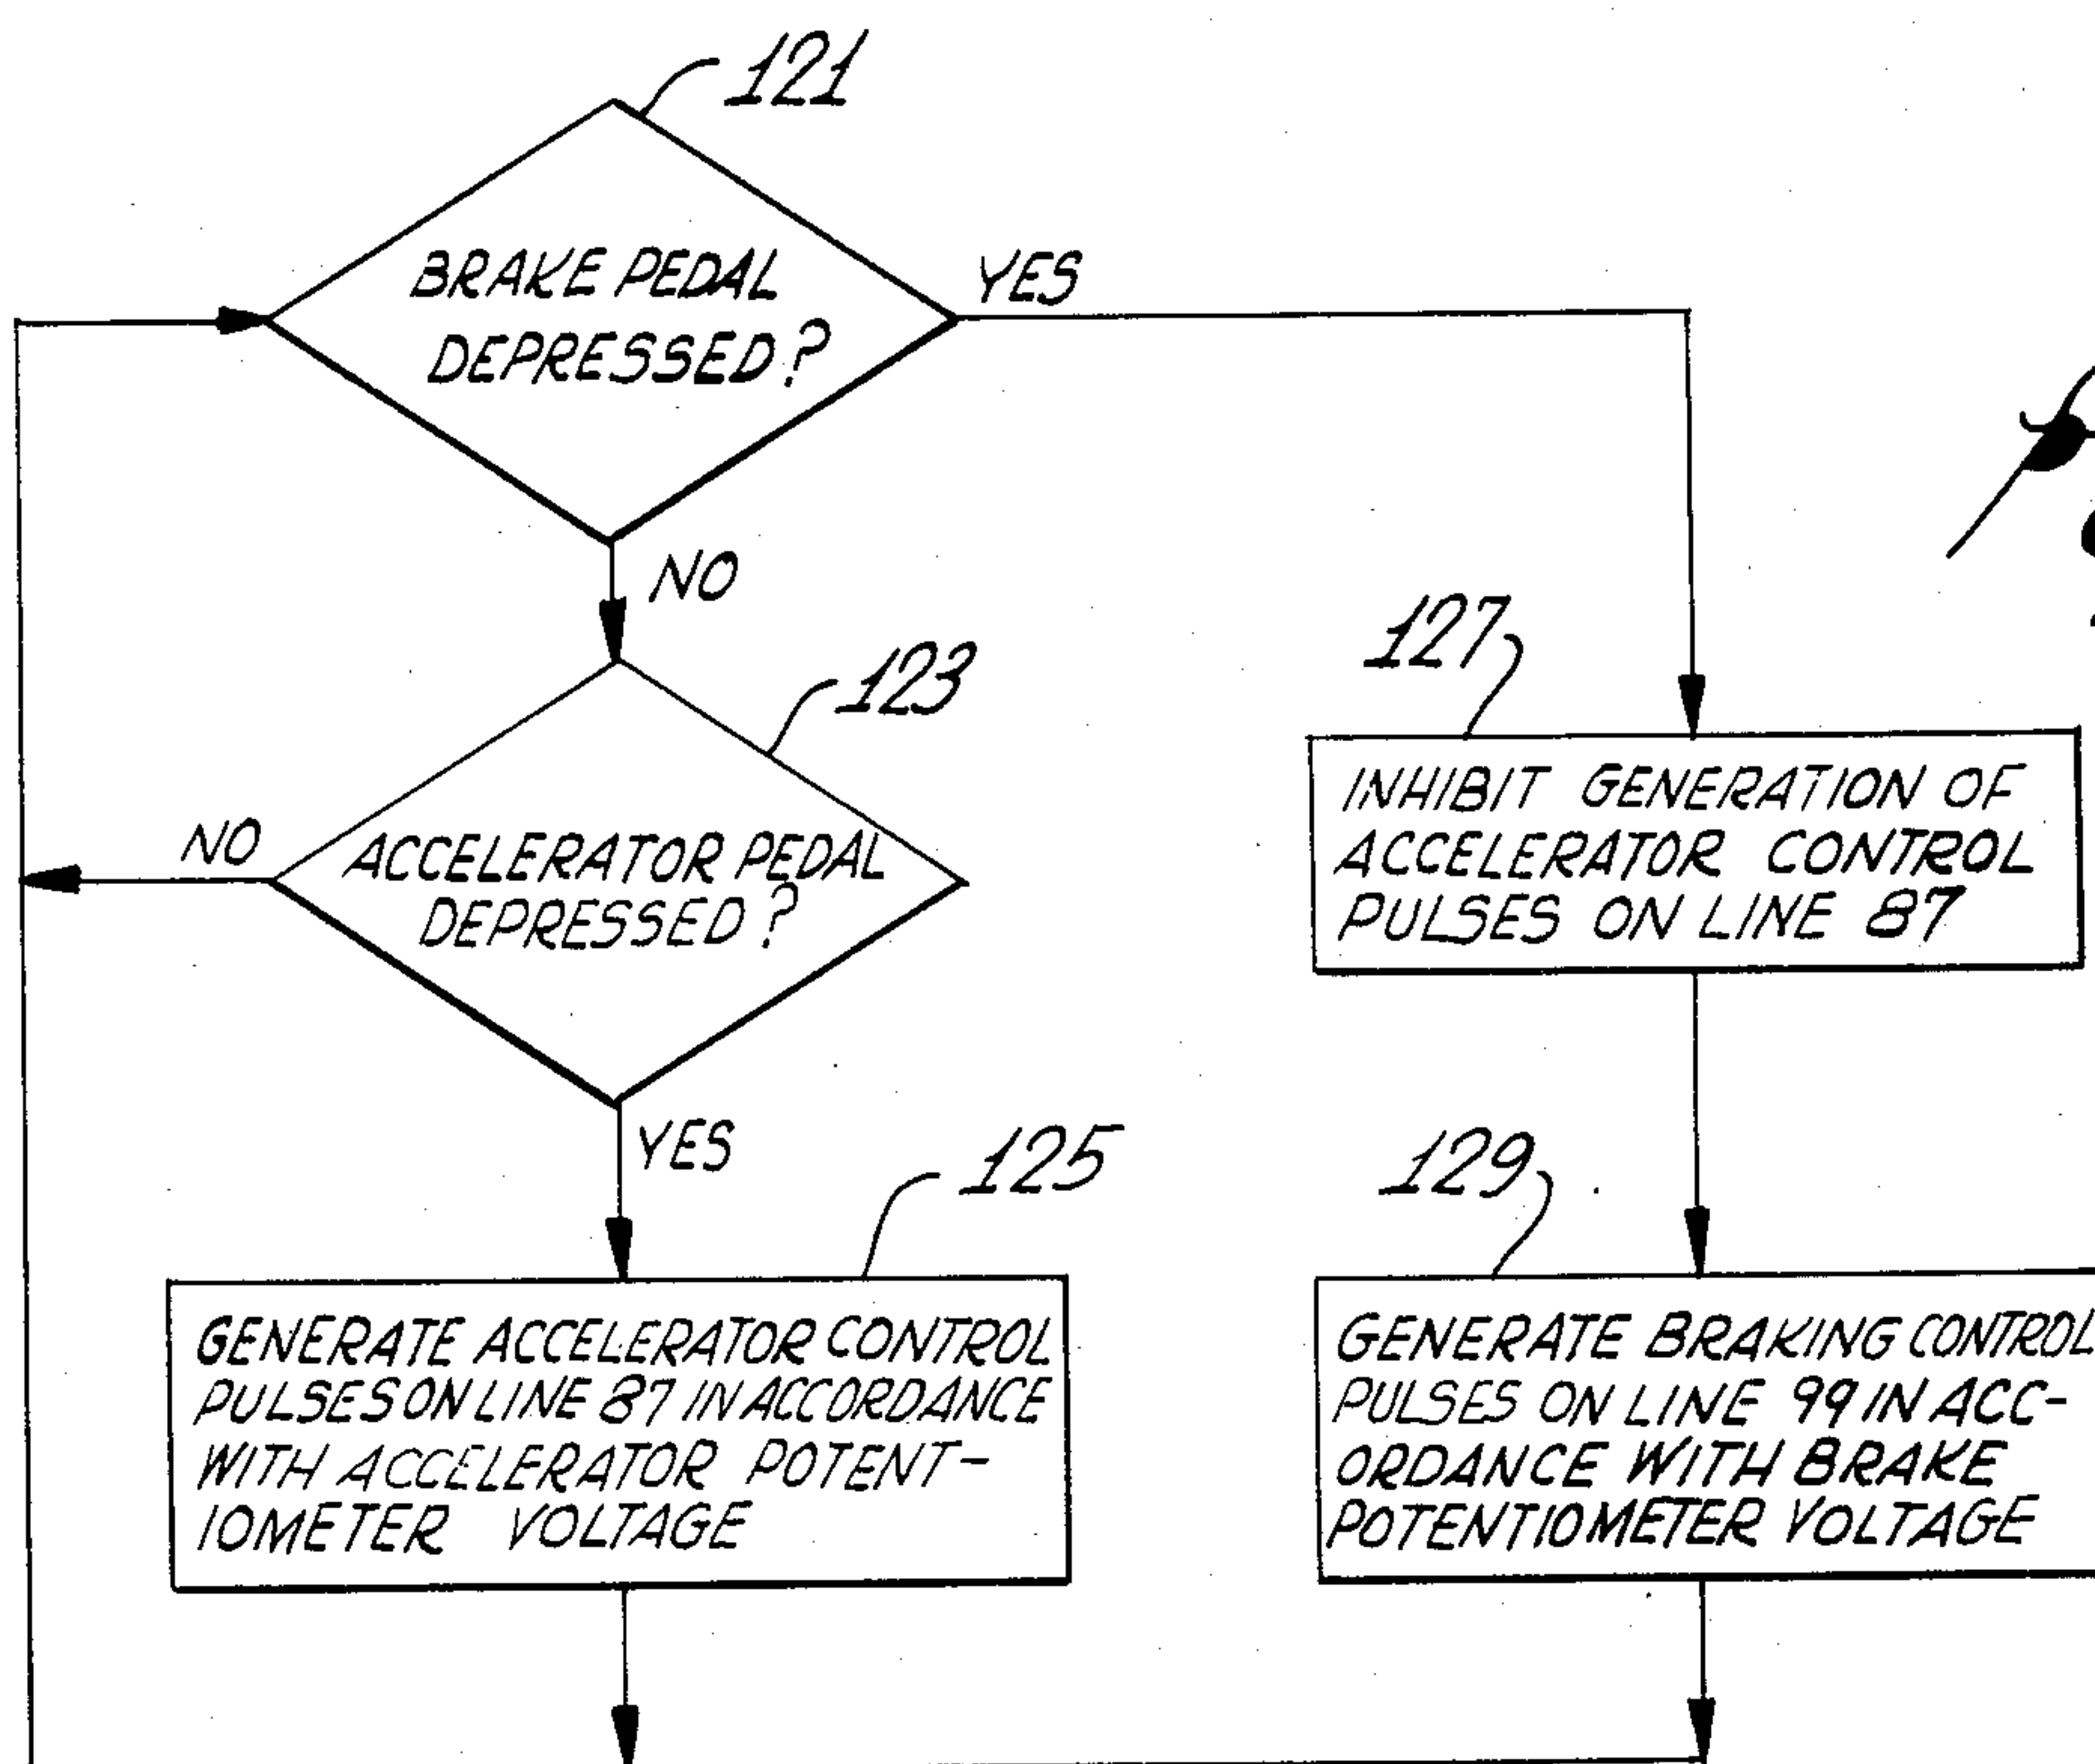 121
BRAKE PEDAL
DEPRESSED?
YES
NO
123
ACCELERATOR PEDAL
DEPRESSED?
NO
YES
125
GENERATE ACCELERATOR CONTROL
PULSES ON LINE 87 IN ACCORDANCE
WITH ACCELERATOR POTENT-
IOMETER VOLTAGE
127
INHIBIT GENERATION OF
ACCELERATOR CONTROL
PULSES ON LINE 87
129
GENERATE BRAKING CONTROL
PULSES ON LINE 99 IN ACC-
ORDANCE WITH BRAKE
POTENTIOMETER VOLTAGE